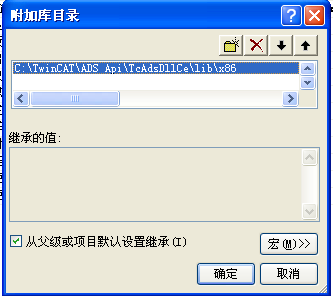 附加库目录
C:\TwinCAT\ADS Api\TcAdsDllCe\lib\x86
继承的值:
从父级或项目默认设置继承(I)
宏(M)>>
确定
取消